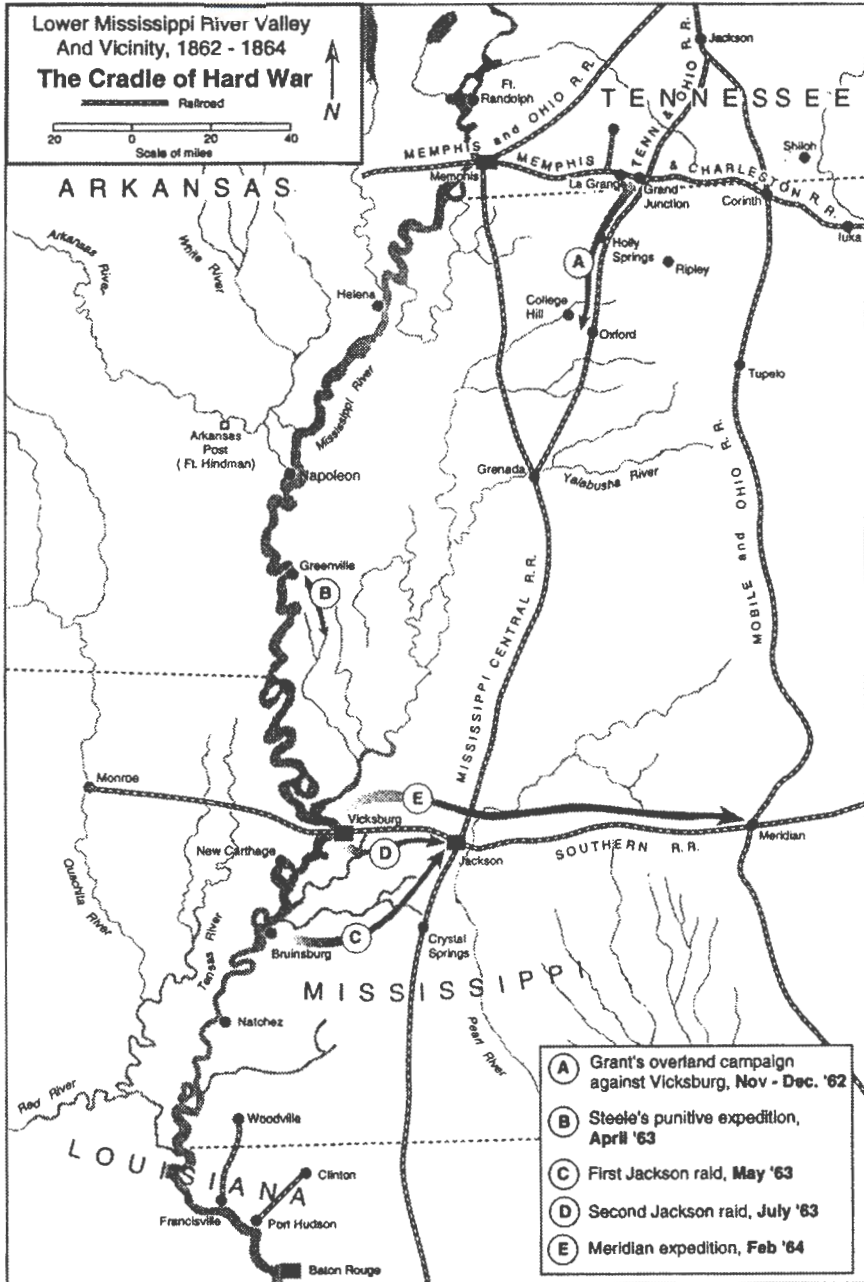 Lower Mississippi River Valley
And Vicinity, 1862 - 1864
The Cradle of Hard War
Railroad
N
20 0 20 40
Scale of miles
Jackson
Ft.
Randolph
TENNESSEE
MEMPHIS and OHIO R. R.
TENN & OHIO R. R.
Shiloh
MEMPHIS & CHARLESTON R. R.
Memphis
La Grange
Grand
Junction
Corinth
Iuka
ARKANSAS
Arkansas River
White River
Holly
Springs
Ripley
A
Helena
College
Hill
Oxford
Tupelo
Mississippi River
Arkansas
Post
(Ft. Hindman)
Napoleon
Grenada
Yalabusha River
MOBILE and OHIO R. R.
Greenville
B
MISSISSIPPI CENTRAL R.R.
Monroe
E
Vicksburg
Meridian
New Carthage
D
Jackson
SOUTHERN R.R.
Ouachita River
Tensas River
C
Bruinsburg
Crystal
Springs
MISSISSIPPI
Natchez
Pearl River
Red River
Woodville
LOUISIANA
Clinton
Francisville
Port Hudson
Baton Rouge
A Grant's overland campaign
against Vicksburg, Nov - Dec. '62
B Steele's punitive expedition,
April '63
C First Jackson raid, May '63
D Second Jackson raid, July '63
E Meridian expedition, Feb '64